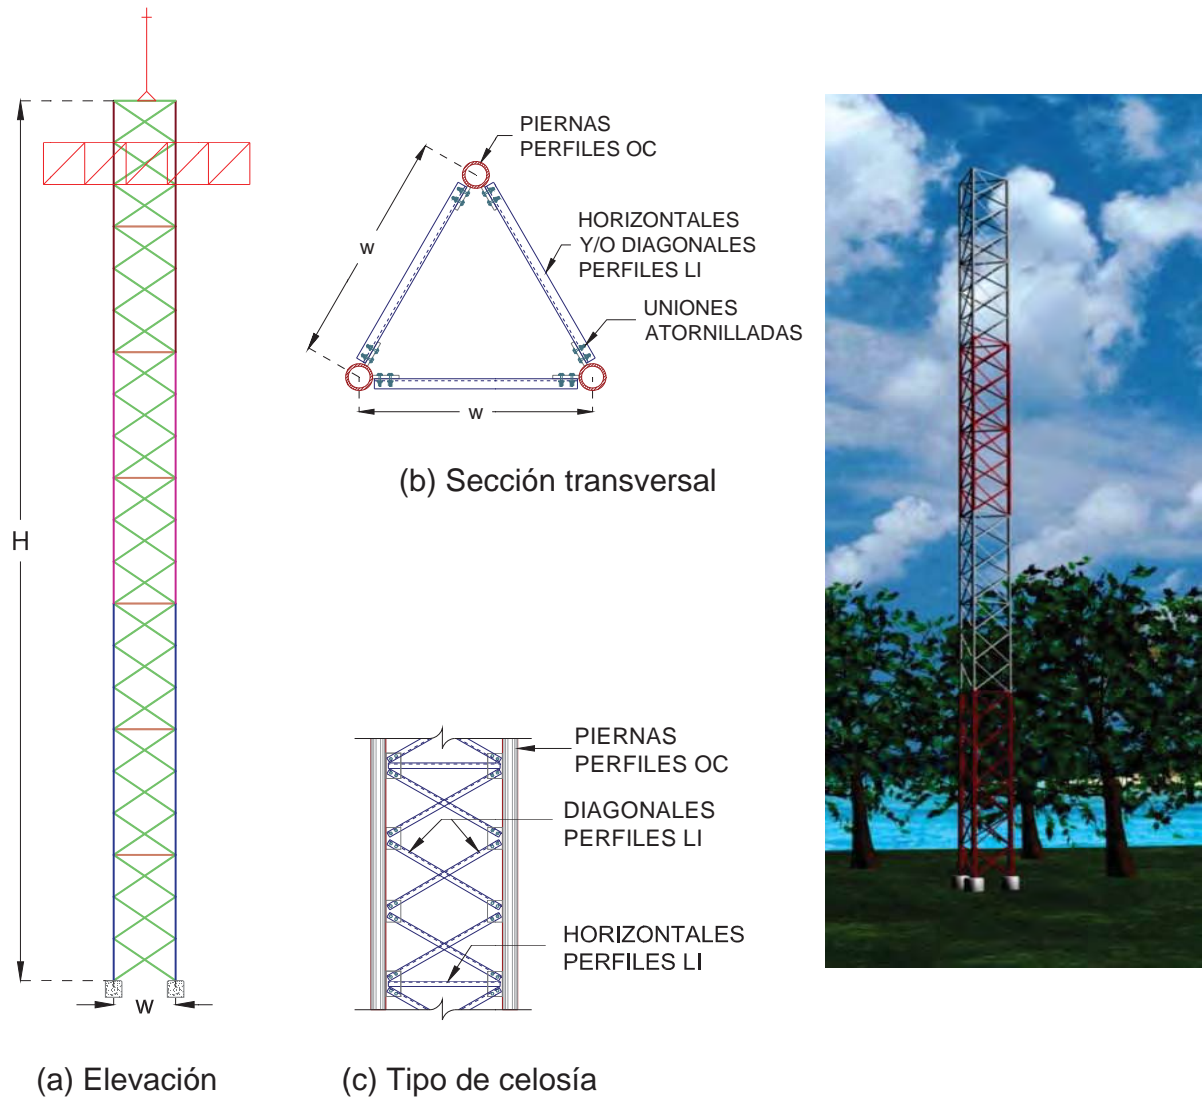 H
w
(a) Elevación
PIERNAS
PERFILES OC
HORIZONTALES
Y/O DIAGONALES
PERFILES LI
UNIONES
ATORNILLADAS
w
w
(b) Sección transversal
PIERNAS
PERFILES OC
DIAGONALES
PERFILES LI
HORIZONTALES
PERFILES LI
(c) Tipo de celosía